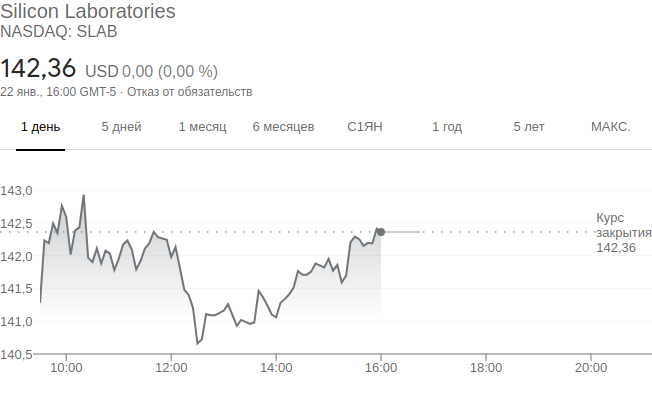 Silicon Laboratories
NASDAQ: SLAB
142,36 USD 0,00 (0,00 %)
22 янв., 16:00 GMT-5 · Отказ от обязательств
1 день 5 дней 1 месяц 6 месяцев С1ЯН 1 год 5 лет МАКС.
143,0
142,5
Курс
закрытия
142,36
142,0
141,5
141,0
140,5
10:00 12:00 14:00 16:00 18:00 20:00